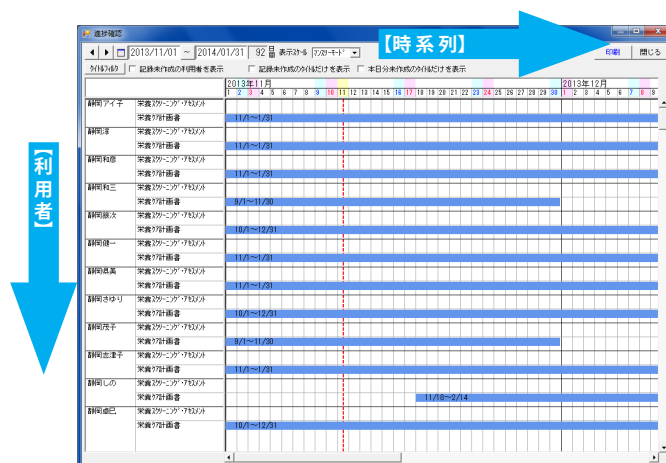 進捗確認
【時系列】
2013/11/01 ~ 2014/01/31 92 日間 表示スケール マンスリーモード 印刷 閉じる
タイトルフィルタ 記録未作成の利用者を表示 記録未作成のタイトルだけを表示 本日分未作成のタイトルだけを表示
2013年11月 2013年12月
1 2 3 4 5 6 7 8 9 10 11 12 13 14 15 16 17 18 19 20 21 22 23 24 25 26 27 28 29 30 1 2 3 4 5 6 7 8 9
【利用者】
静岡アイ子 栄養スクリーニング・アセスメント
栄養ケア計画書 11/1~1/31
静岡淳 栄養スクリーニング・アセスメント
栄養ケア計画書 11/1~1/31
静岡和彦 栄養スクリーニング・アセスメント
栄養ケア計画書 11/1~1/31
静岡和三 栄養スクリーニング・アセスメント
栄養ケア計画書 9/1~11/30
静岡銀次 栄養スクリーニング・アセスメント
栄養ケア計画書 10/1~12/31
静岡健一 栄養スクリーニング・アセスメント
栄養ケア計画書 11/1~1/31
静岡具美 栄養スクリーニング・アセスメント
栄養ケア計画書 11/1~1/31
静岡さゆり 栄養スクリーニング・アセスメント
栄養ケア計画書 10/1~12/31
静岡茂子 栄養スクリーニング・アセスメント
栄養ケア計画書 9/1~11/30
静岡志津子 栄養スクリーニング・アセスメント
栄養ケア計画書 11/1~1/31
静岡しの 栄養スクリーニング・アセスメント
栄養ケア計画書 11/18~2/14
静岡卓巳 栄養スクリーニング・アセスメント
栄養ケア計画書 10/1~12/31